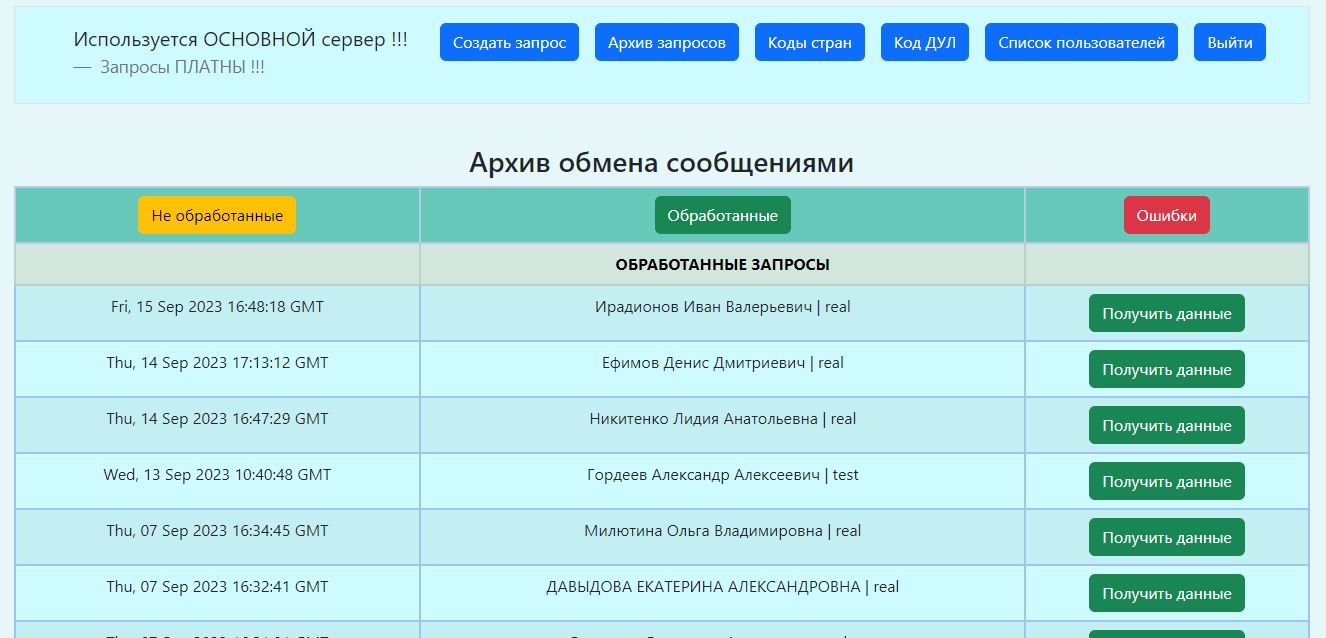 Используется ОСНОВНОЙ сервер !!!
— Запросы ПЛАТНЫ !!!
Создать запрос Архив запросов Коды стран Код ДУЛ Список пользователей Выйти
Архив обмена сообщениями
Не обработанные Обработанные Ошибки
ОБРАБОТАННЫЕ ЗАПРОСЫ
Fri, 15 Sep 2023 16:48:18 GMT Ирадионов Иван Валерьевич | real Получить данные
Thu, 14 Sep 2023 17:13:12 GMT Ефимов Денис Дмитриевич | real Получить данные
Thu, 14 Sep 2023 16:47:29 GMT Никитенко Лидия Анатольевна | real Получить данные
Wed, 13 Sep 2023 10:40:48 GMT Гордеев Александр Алексеевич | test Получить данные
Thu, 07 Sep 2023 16:34:45 GMT Милютина Ольга Владимировна | real Получить данные
Thu, 07 Sep 2023 16:32:41 GMT ДАВЫДОВА ЕКАТЕРИНА АЛЕКСАНДРОВНА | real Получить данные